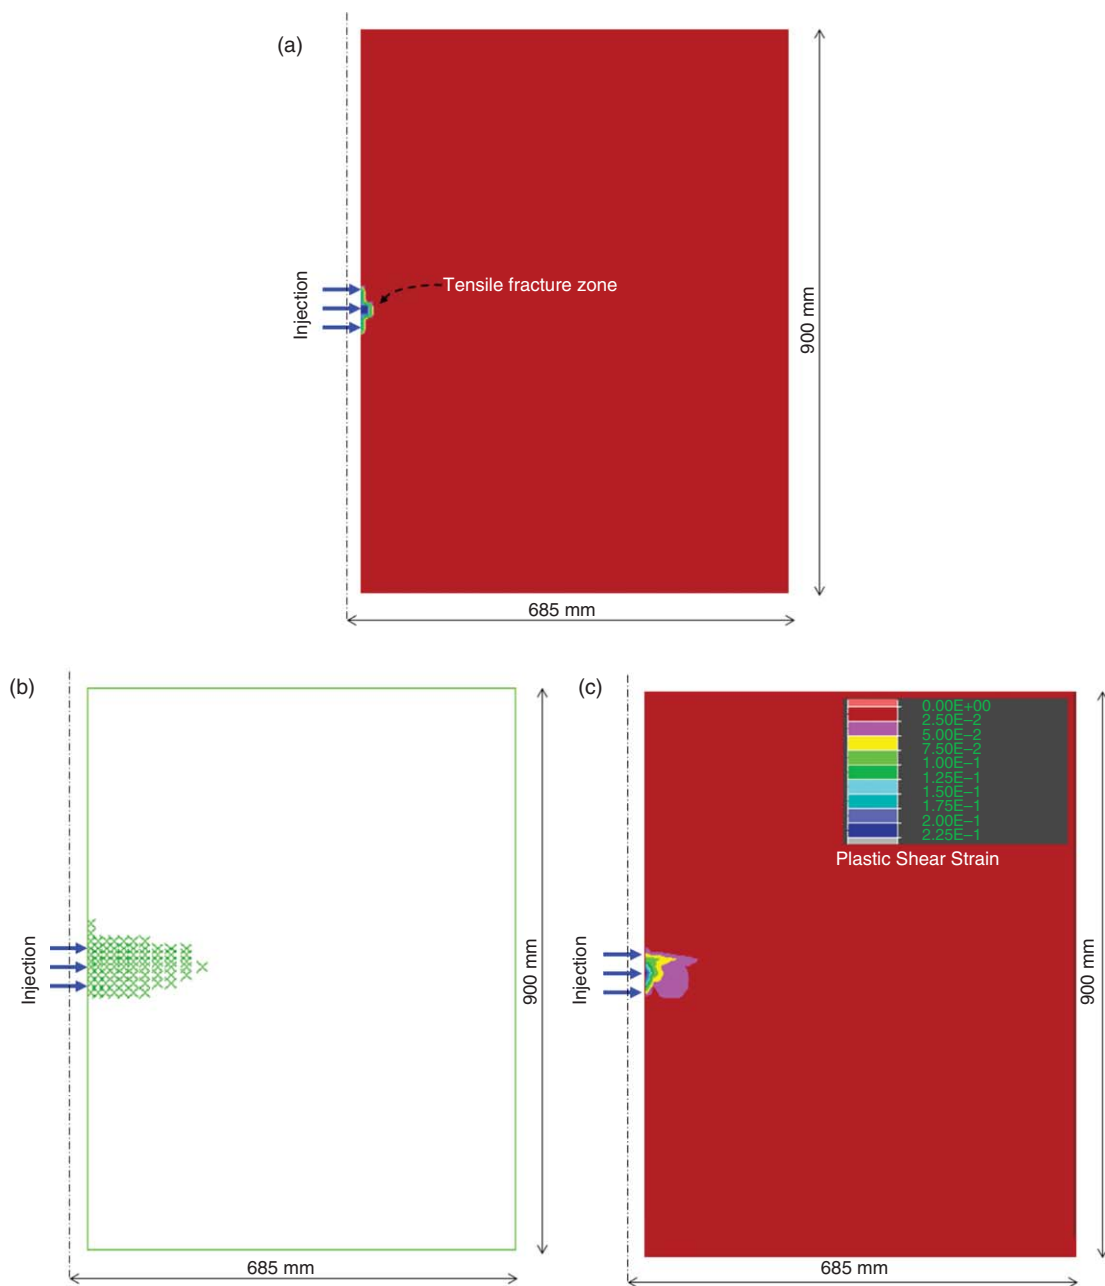 (a)
Injection
Tensile fracture zone
900 mm
685 mm
(b)
Injection
900 mm
685 mm
(c)
0.00E+00
2.50E−2
5.00E−2
7.50E−2
1.00E−1
1.25E−1
1.50E−1
1.75E−1
2.00E−1
2.25E−1
Plastic Shear Strain
Injection
900 mm
685 mm